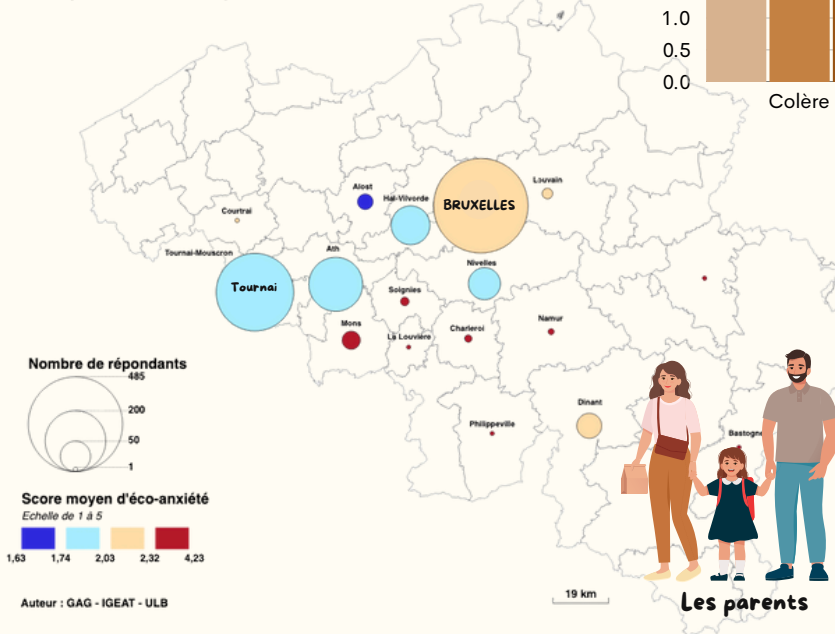 1.0
0.5
0.0
Colère
Alost
Hal-Vilvorde
Louvain
BRUXELLES
Courtrai
Tournai-Mouscron
Ath
Nivelles
Tournai
Soignies
Mons
La Louvière
Charleroi
Namur
Nombre de répondants
485
200
50
1
Dinant
Philippeville
Bastogne
Score moyen d'éco-anxiété
Echelle de 1 à 5
1,63 1,74 2,03 2,32 4,23
19 km
Auteur : GAG - IGEAT - ULB
Les parents